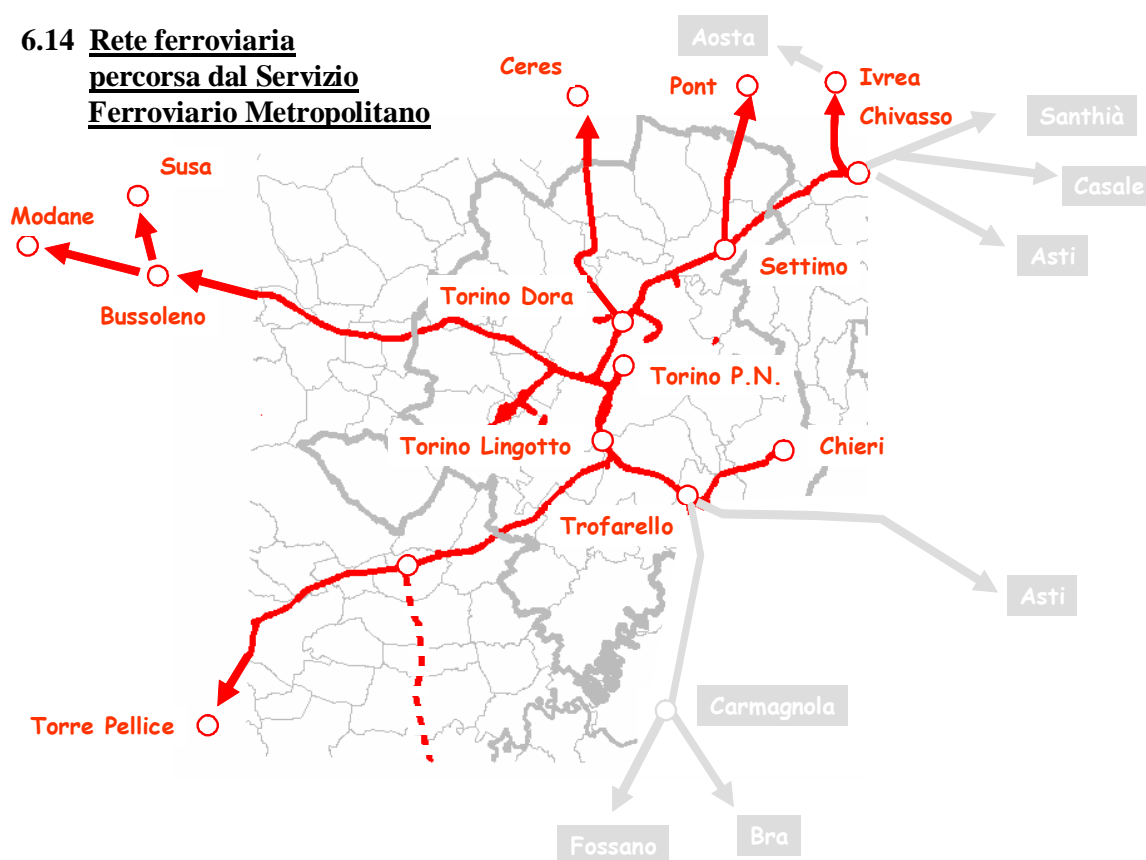 6.14 Rete ferroviaria
percorsa dal Servizio
Ferroviario Metropolitano
Aosta
Ceres
Pont
Ivrea
Chivasso
Santhià
Susa
Casale
Modane
Asti
Settimo
Torino Dora
Bussoleno
Torino P.N.
Torino Lingotto
Chieri
Trofarello
Asti
Carmagnola
Torre Pellice
Bra
Fossano